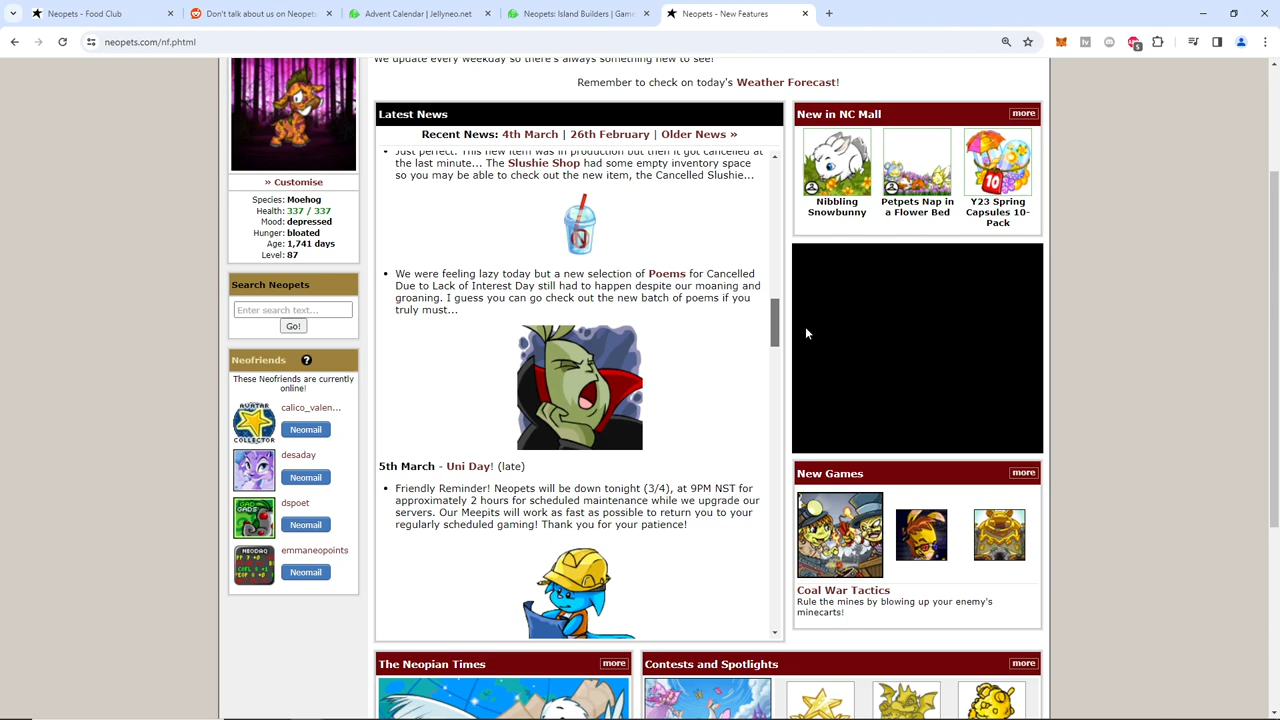 Neopets - Food Club
Don't talk about us on Neopets
Advent Calendar | Jellyneo.net
Neopets: Island Builders | Gam
Neopets - New Features
neopets.com/nf.phtml
We update every weekday so there's always something new to see!
Remember to check on today's Weather Forecast!
» Customise
Species: Moehog
Health: 337 / 337
Mood: depressed
Hunger: bloated
Age: 1,741 days
Level: 87
Search Neopets
Enter search text...
Go!
Neofriends ?
These Neofriends are currently
online!
AVATAR
COLLECTOR
calico_valen...
Neomail
desaday
Neomail
GAD
GADS
dspoet
Neomail
NEODAQ
emmaneopoints
Neomail
Latest News
Recent News: 4th March | 26th February | Older News »
Just perfect. This new item was in production but then it got cancelled at
the last minute... The Slushie Shop had some empty inventory space
so you may be able to check out the new item, the Cancelled Slushie...
N
We were feeling lazy today but a new selection of Poems for Cancelled
Due to Lack of Interest Day still had to happen despite our moaning and
groaning. I guess you can go check out the new batch of poems if you
truly must...
5th March - Uni Day! (late)
Friendly Reminder! Neopets will be down tonight (3/4), at 9PM NST for
approximately 2 hours for scheduled maintenance while we upgrade our
servers. Our Meepits will work as fast as possible to return you to your
regularly scheduled gaming! Thank you for your patience!
New in NC Mall
more
Nibbling
Snowbunny
Petpets Nap in
a Flower Bed
10
Y23 Spring
Capsules 10-
Pack
New Games
more
Coal War Tactics
Rule the mines by blowing up your enemy's
minecarts!
The Neopian Times
more
Contests and Spotlights
more